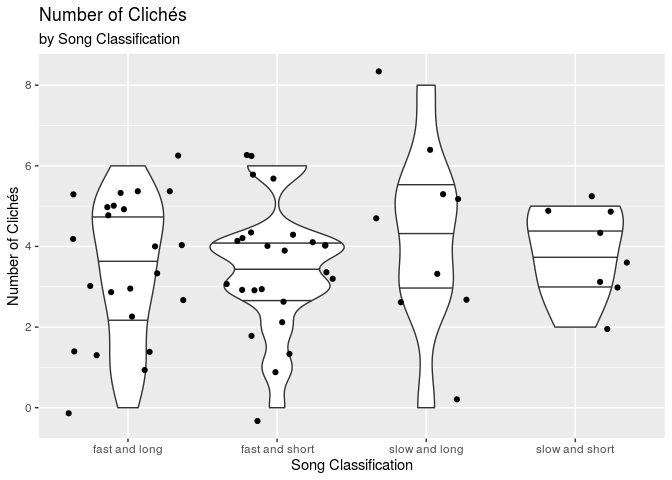 Number of Clichés
by Song Classification
Number of Clichés
8
6
4
2
0
fast and long
fast and short
slow and long
slow and short
Song Classification